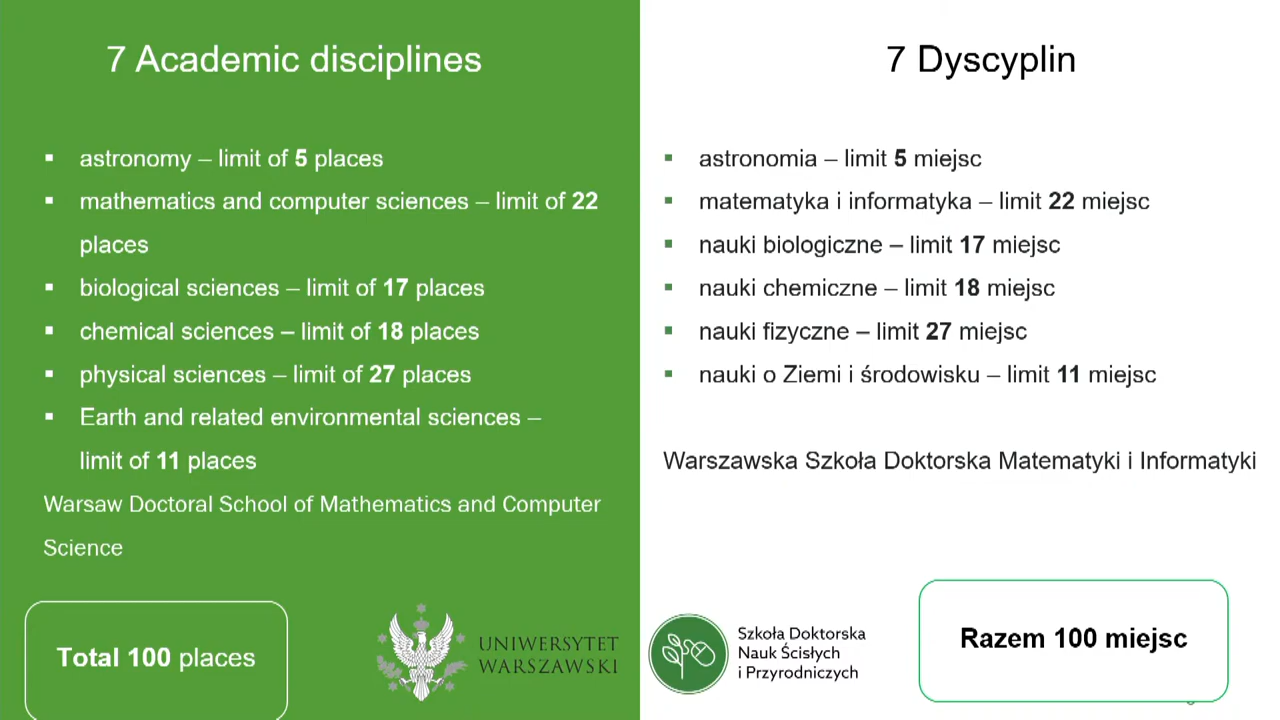 7 Academic disciplines
▪ astronomy – limit of 5 places
▪ mathematics and computer sciences – limit of 22
places
▪ biological sciences – limit of 17 places
▪ chemical sciences – limit of 18 places
▪ physical sciences – limit of 27 places
▪ Earth and related environmental sciences –
limit of 11 places
Warsaw Doctoral School of Mathematics and Computer
Science
Total 100 places
UNIWERSYTET
WARSZAWSKI
7 Dyscyplin
▪ astronomia – limit 5 miejsc
▪ matematyka i informatyka – limit 22 miejsc
▪ nauki biologiczne – limit 17 miejsc
▪ nauki chemiczne – limit 18 miejsc
▪ nauki fizyczne – limit 27 miejsc
▪ nauki o Ziemi i środowisku – limit 11 miejsc
Warszawska Szkoła Doktorska Matematyki i Informatyki
Szkoła Doktorska
Nauk Ścisłych
i Przyrodniczych
Razem 100 miejsc